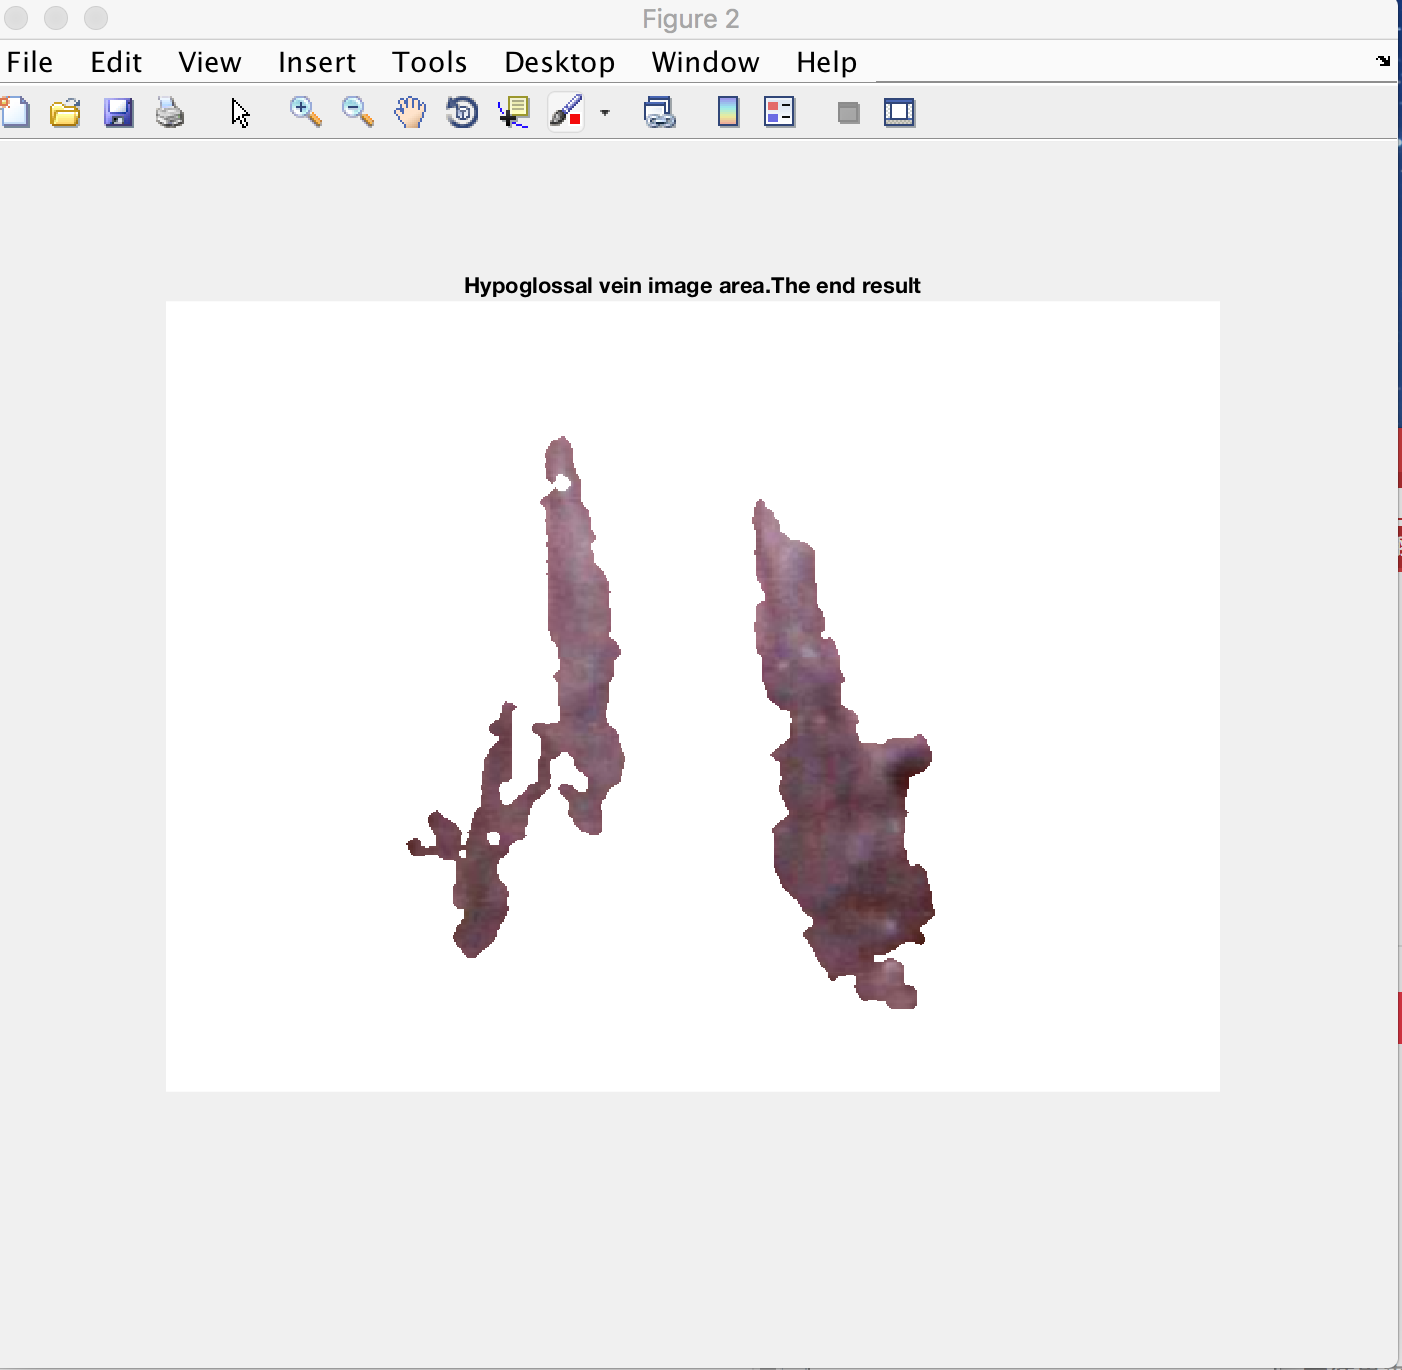 Figure 2
File Edit View Insert Tools Desktop Window Help
Hypoglossal vein image area.The end result